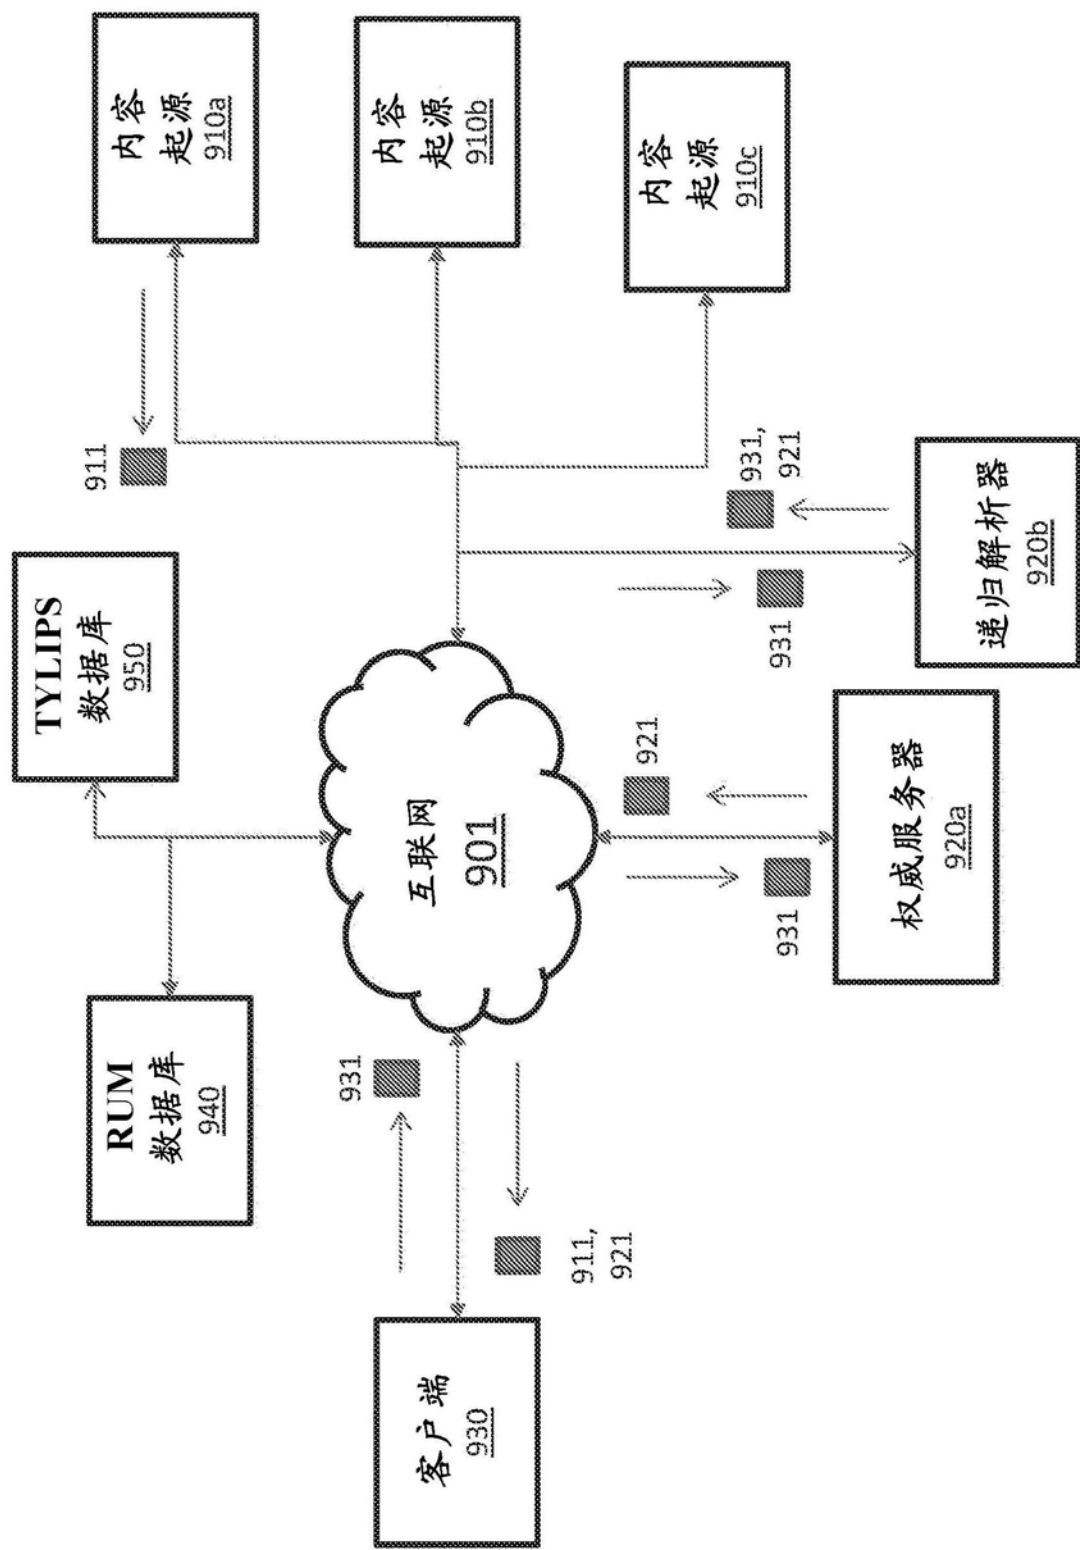 RUM
数据库
940
TYLIPS
数据库
950
911
内容
起源
910a
内容
起源
910b
内容
起源
910c
客户端
930
931
911,
921
互联网
901
931
921
权威服务器
920a
931
931,
921
递归解析器
920b